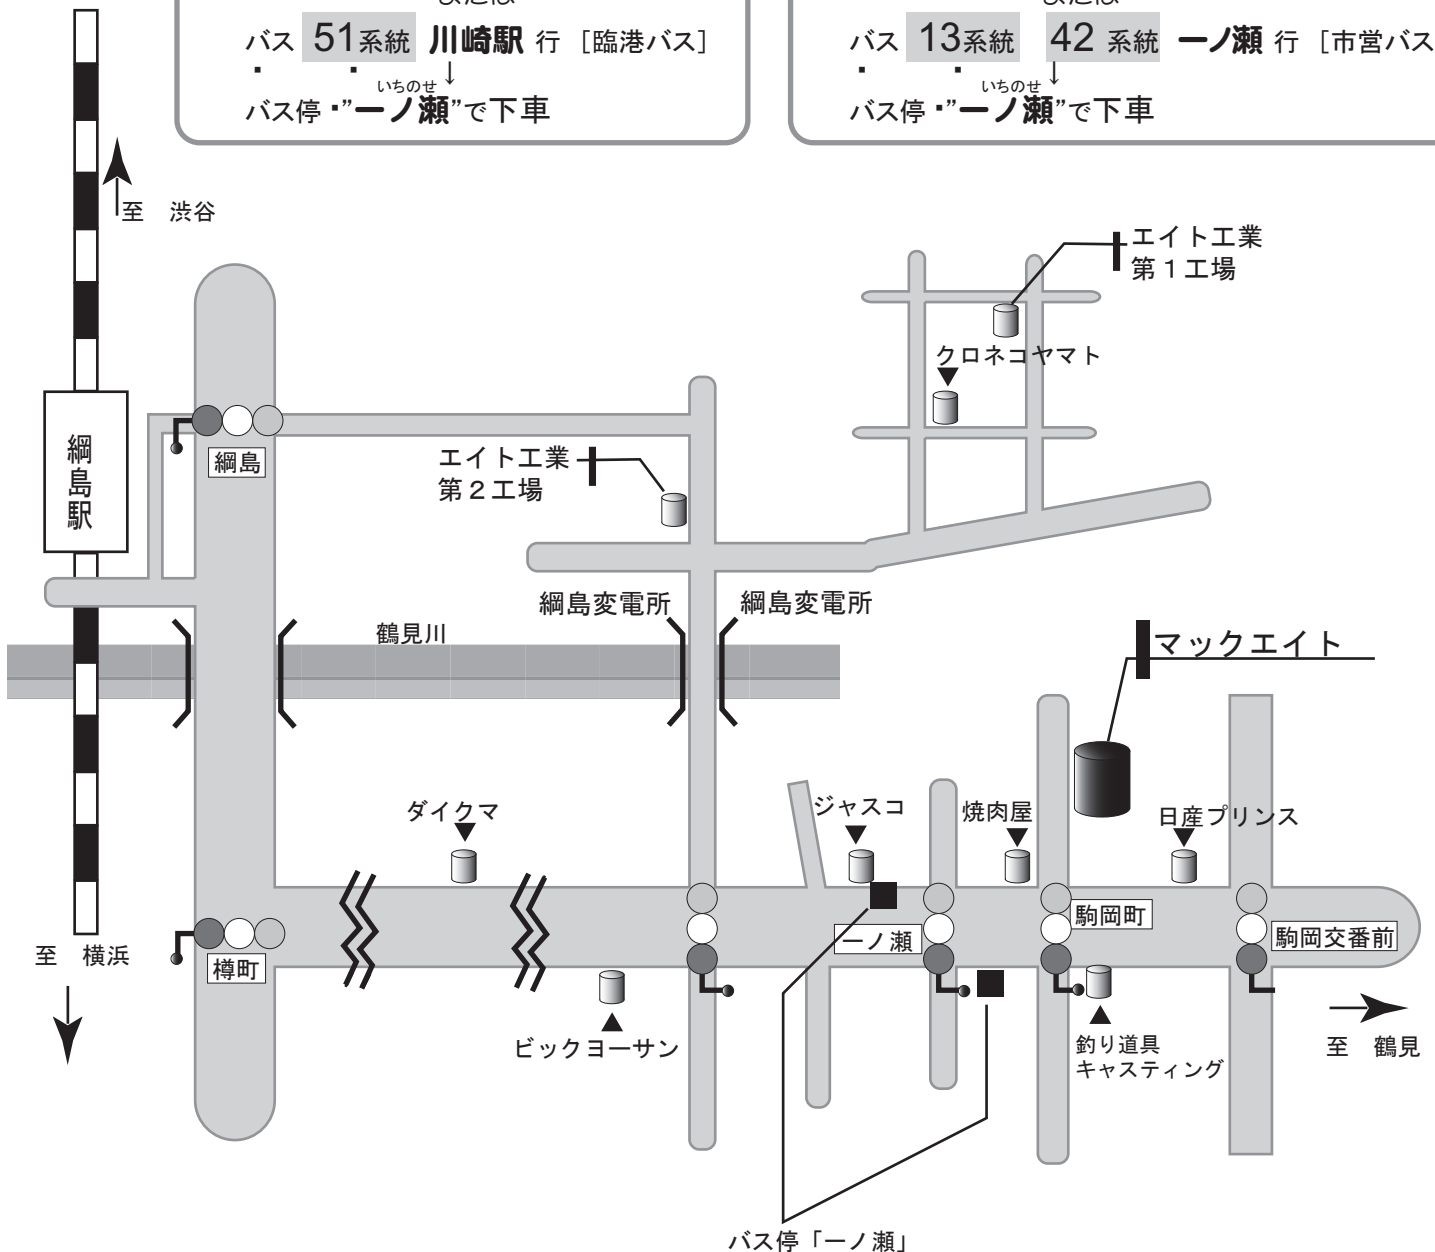 または
バス 51系統 川崎駅 行 [臨港バス]
↓
いちのせ
バス停 "一ノ瀬"で下車
または
バス 13系統 42 系統 一ノ瀬 行 [市営バス
↓
いちのせ
バス停 "一ノ瀬"で下車
至 渋谷
エイト工業
第1工場
クロネコヤマト
綱島駅
綱島
エイト工業
第2工場
綱島変電所
綱島変電所
鶴見川
マックエイト
ダイクマ
ジャスコ
焼肉屋
日産プリンス
至 横浜
樽町
一ノ瀬
駒岡町
駒岡交番前
ビックヨーサン
釣り道具
キャスティング
至 鶴見
バス停「一ノ瀬」